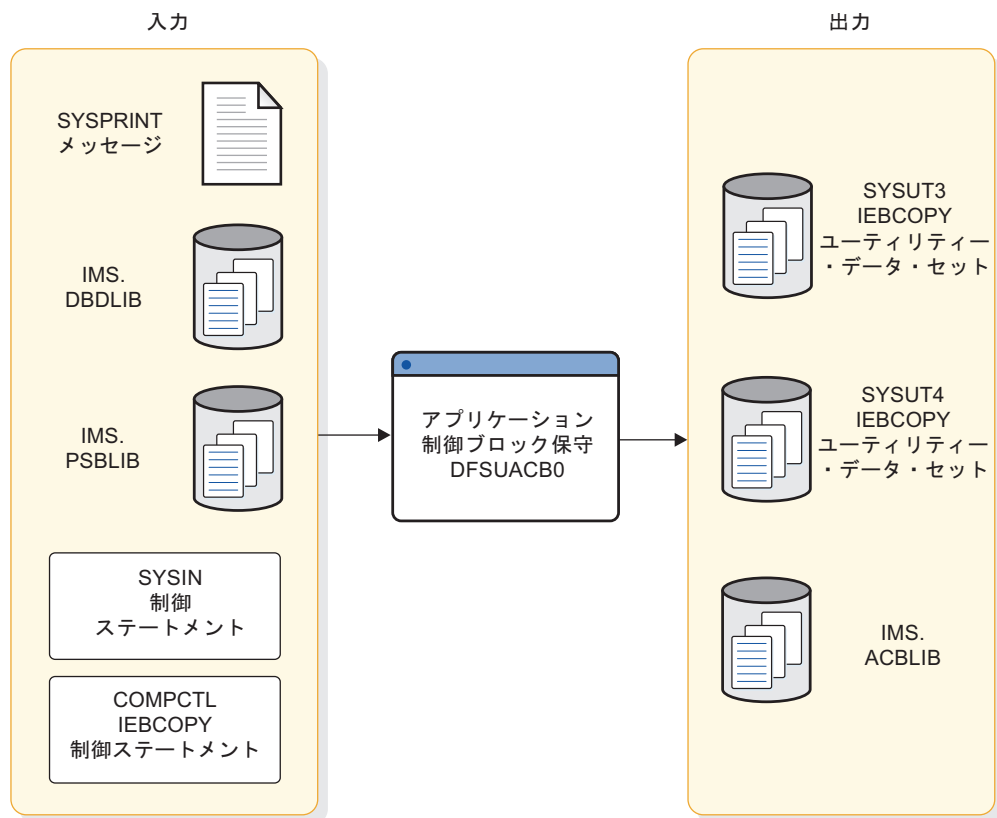 入力
SYSPRINT
メッセージ
IMS.
DBDLIB
IMS.
PSBLIB
SYSIN
制御
ステートメント
COMPCTL
IEBCOPY
制御ステートメント
アプリケーション
制御ブロック保守
DFSUACB0
出力
SYSUT3
IEBCOPY
ユーティリティー
・データ・セット
SYSUT4
IEBCOPY
ユーティリティー
・データ・セット
IMS.
ACBLIB